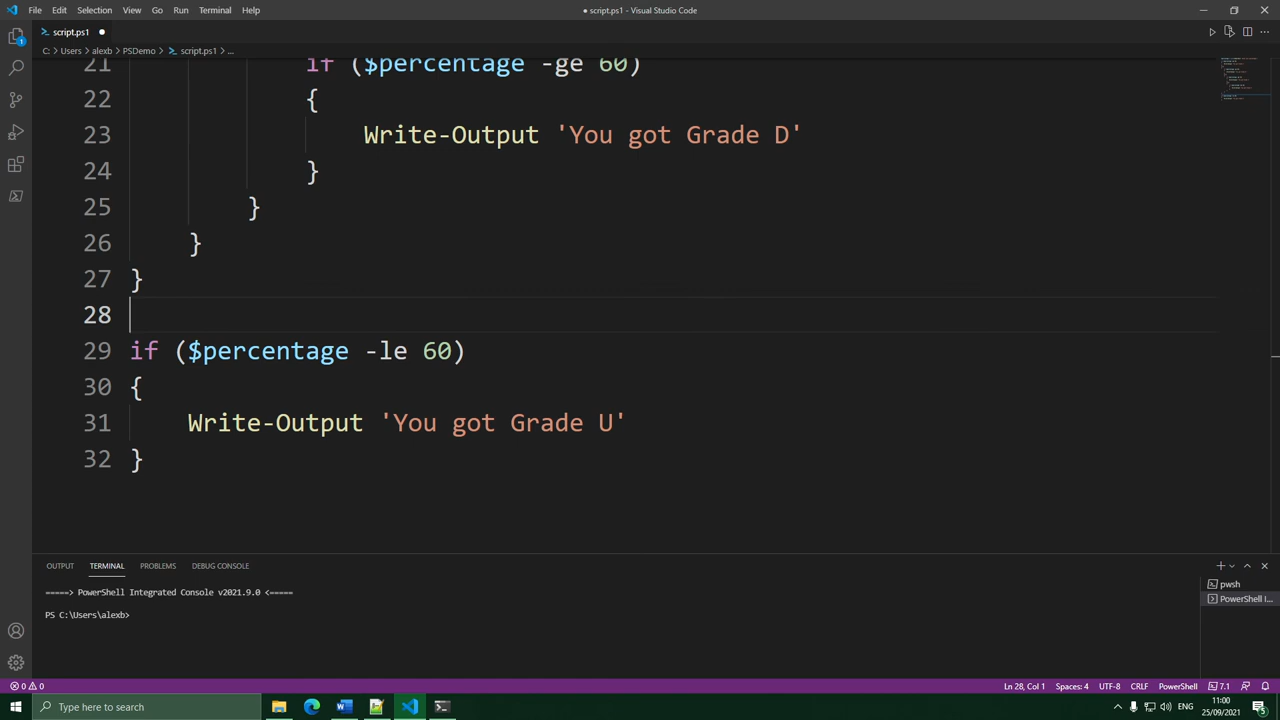 File Edit Selection View Go Run Terminal Help
● script.ps1 - Visual Studio Code
script.ps1 ●
C: > Users > alexb > PSDemo > script.ps1 > ...
21 if ($percentage -ge 60)
22 {
23 Write-Output 'You got Grade D'
24 }
25 }
26 }
27 }
28
29 if ($percentage -le 60)
30 {
31 Write-Output 'You got Grade U'
32 }
OUTPUT TERMINAL PROBLEMS DEBUG CONSOLE
=====> PowerShell Integrated Console v2021.9.0 <=====
PS C:\Users\alexb>
pwsh
PowerShell I...
0 0
Ln 28, Col 1 Spaces: 4 UTF-8 CRLF PowerShell 7.1
Type here to search
ENG
11:00
25/09/2021